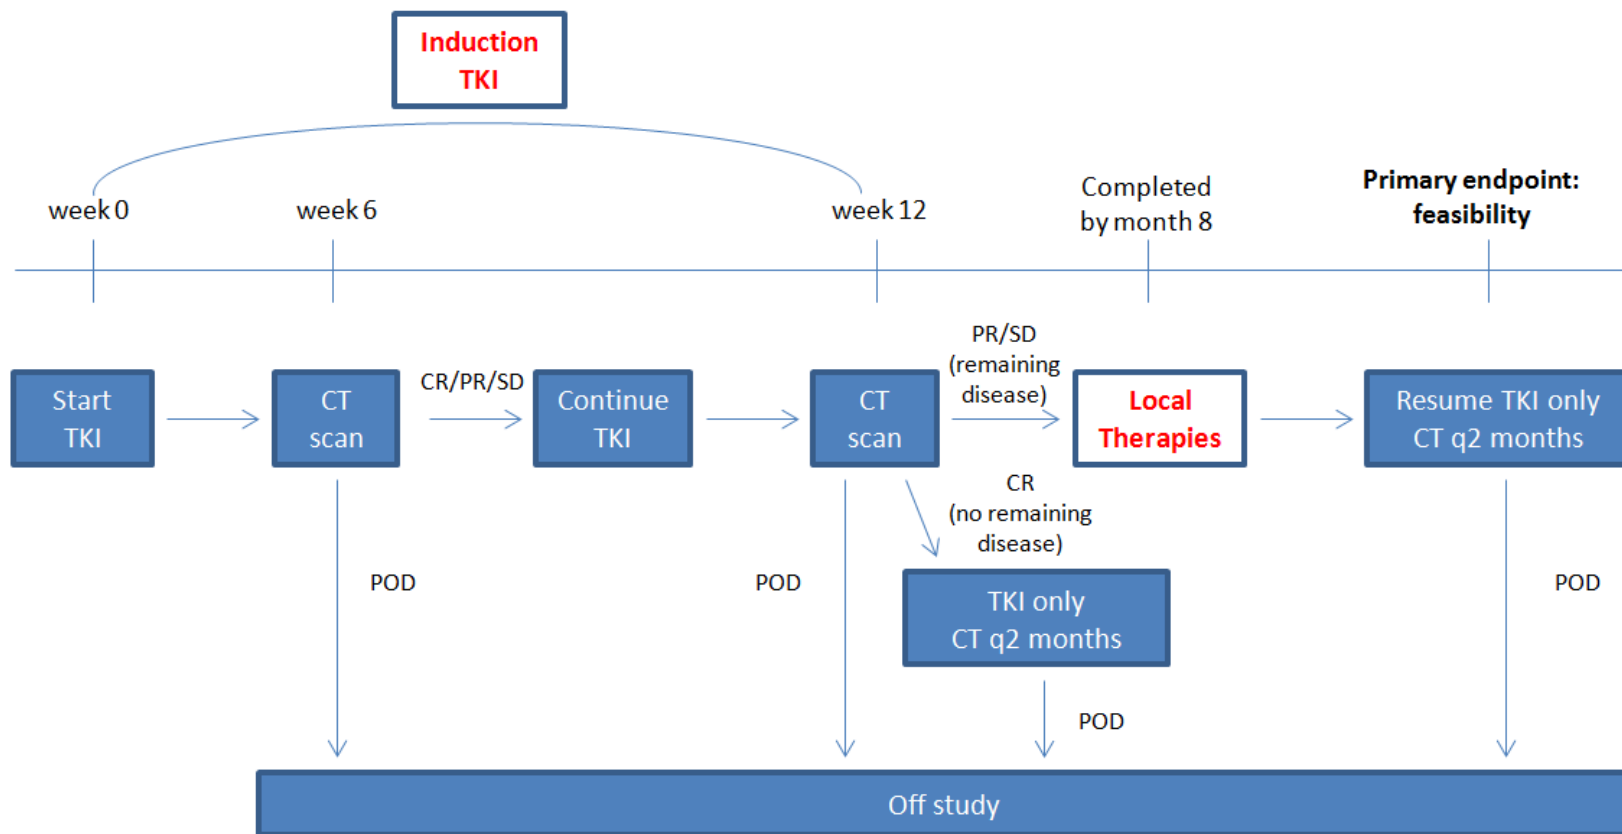 Induction
TKI
week 0
week 6
week 12
Completed
by month 8
Primary endpoint:
feasibility
Start
TKI
CT
scan
CR/PR/SD
Continue
TKI
CT
scan
PR/SD
(remaining
disease)
Local
Therapies
Resume TKI only
CT q2 months
CR
(no remaining
disease)
POD
POD
TKI only
CT q2 months
POD
POD
Off study